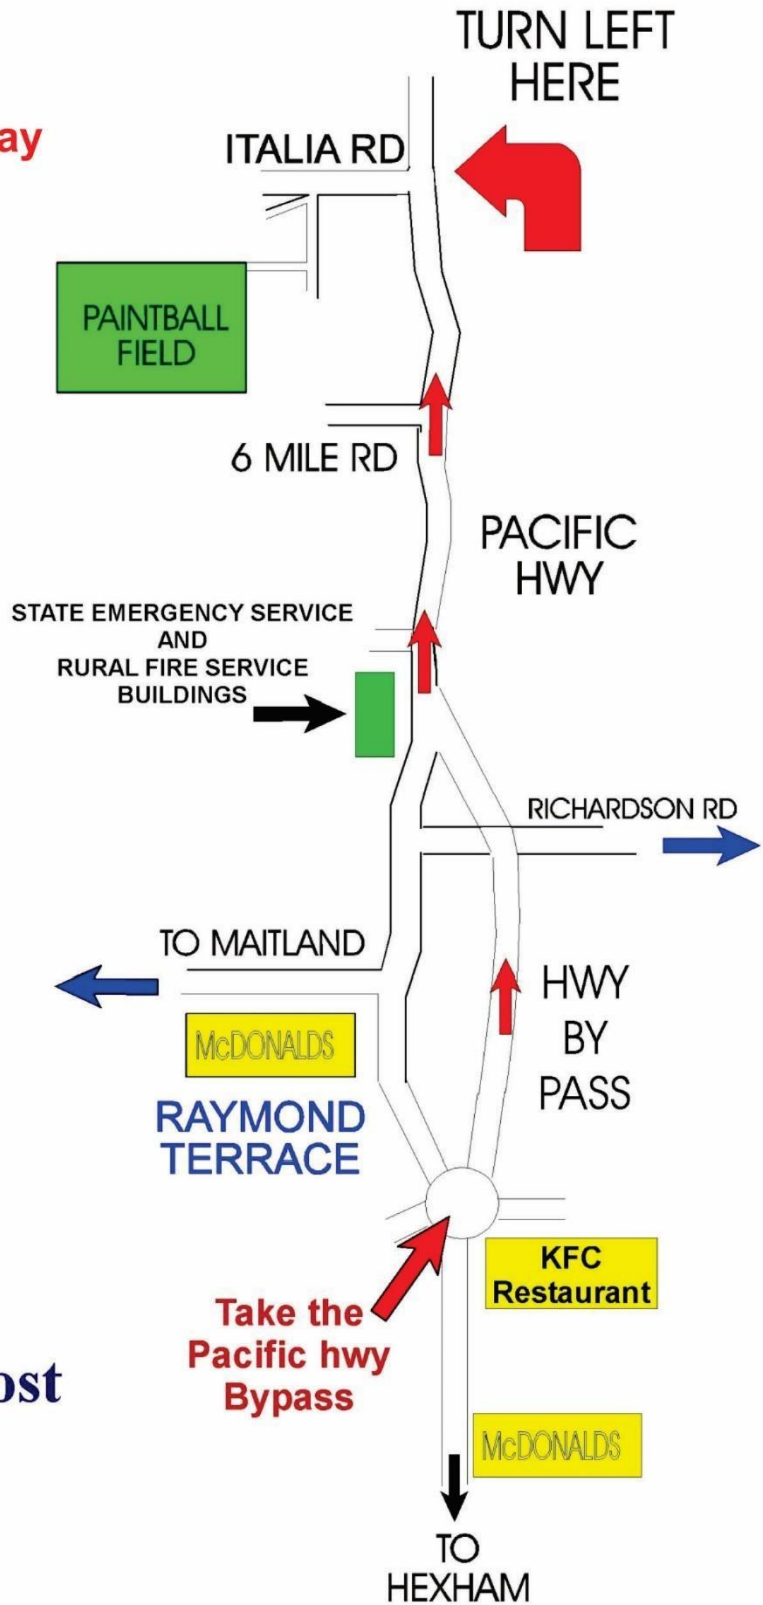 TURN LEFT
HERE
ay
ITALIA RD
PAINTBALL
FIELD
6 MILE RD
PACIFIC
HWY
STATE EMERGENCY SERVICE
AND
RURAL FIRE SERVICE
BUILDINGS
RICHARDSON RD
TO MAITLAND
HWY
BY
PASS
McDONALDS
RAYMOND
TERRACE
KFC
Restaurant
Take the
Pacific hwy
Bypass
ost
McDONALDS
TO
HEXHAM